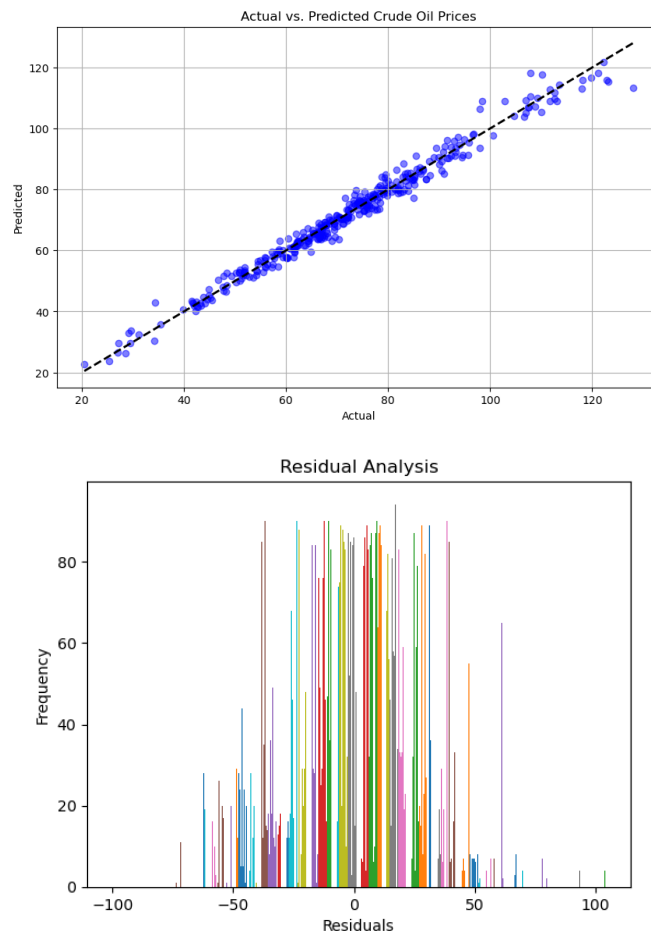 Actual vs. Predicted Crude Oil Prices
120
100
80
60
40
20
Predicted
20 40 60 80 100 120
Actual
Residual Analysis
80
60
40
20
0
Frequency
−100 −50 0 50 100
Residuals